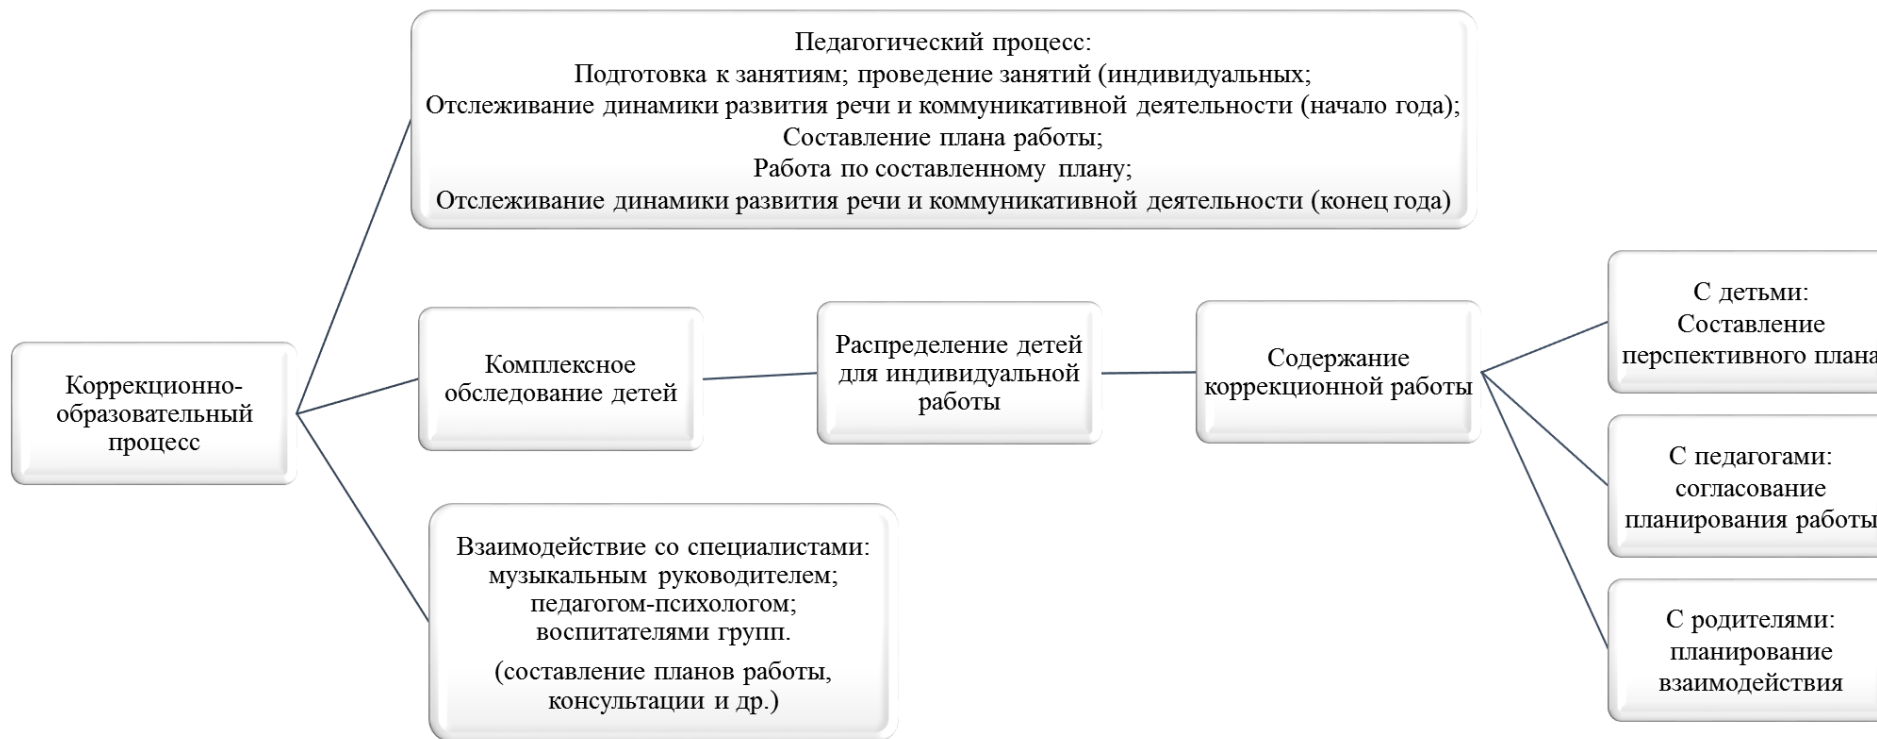 Педагогический процесс:
Подготовка к занятиям; проведение занятий (индивидуальных;
Отслеживание динамики развития речи и коммуникативной деятельности (начало года);
Составление плана работы;
Работа по составленному плану;
Отслеживание динамики развития речи и коммуникативной деятельности (конец года)
Коррекционно-
образовательный
процесс
Комплексное
обследование детей
Распределение детей
для индивидуальной
работы
Содержание
коррекционной работы
С детьми:
Составление
перспективного плана
С педагогами:
согласование
планирования работы
С родителями:
планирование
взаимодействия
Взаимодействие со специалистами:
музыкальным руководителем;
педагогом-психологом;
воспитателями групп.
(составление планов работы,
консультации и др.)